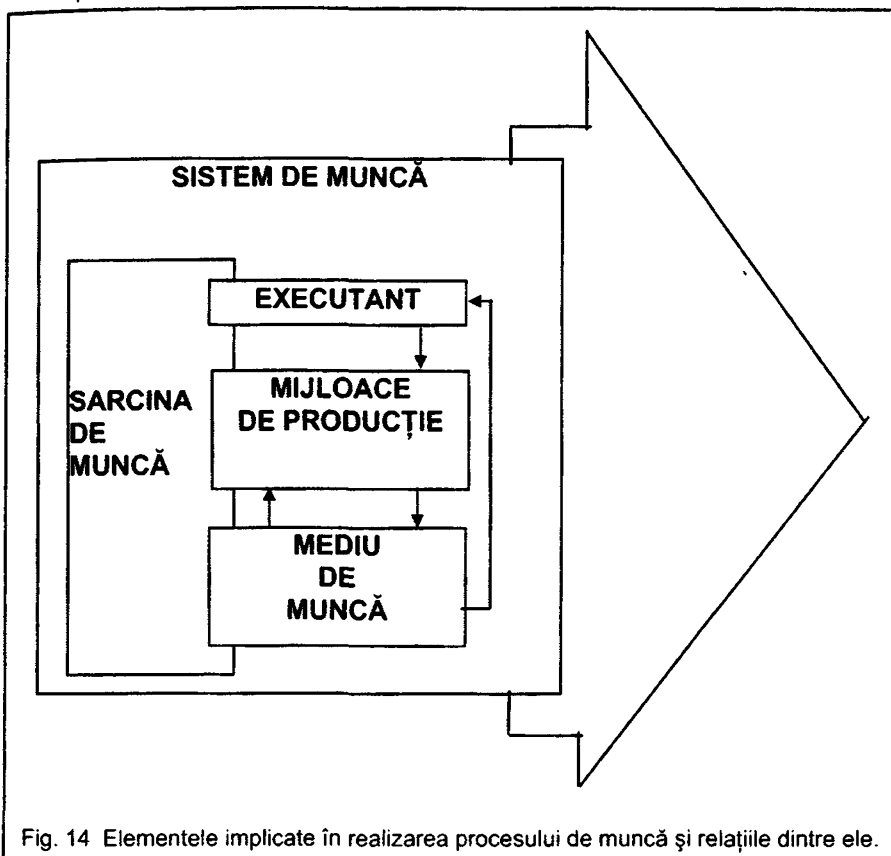 SISTEM DE MUNCĂ
EXECUTANT
SARCINA
DE
MUNCĂ
MIJLOACE
DE PRODUCȚIE
MEDIU
DE
MUNCĂ
Fig. 14 Elementele implicate în realizarea procesului de muncă şi relațiile dintre ele.